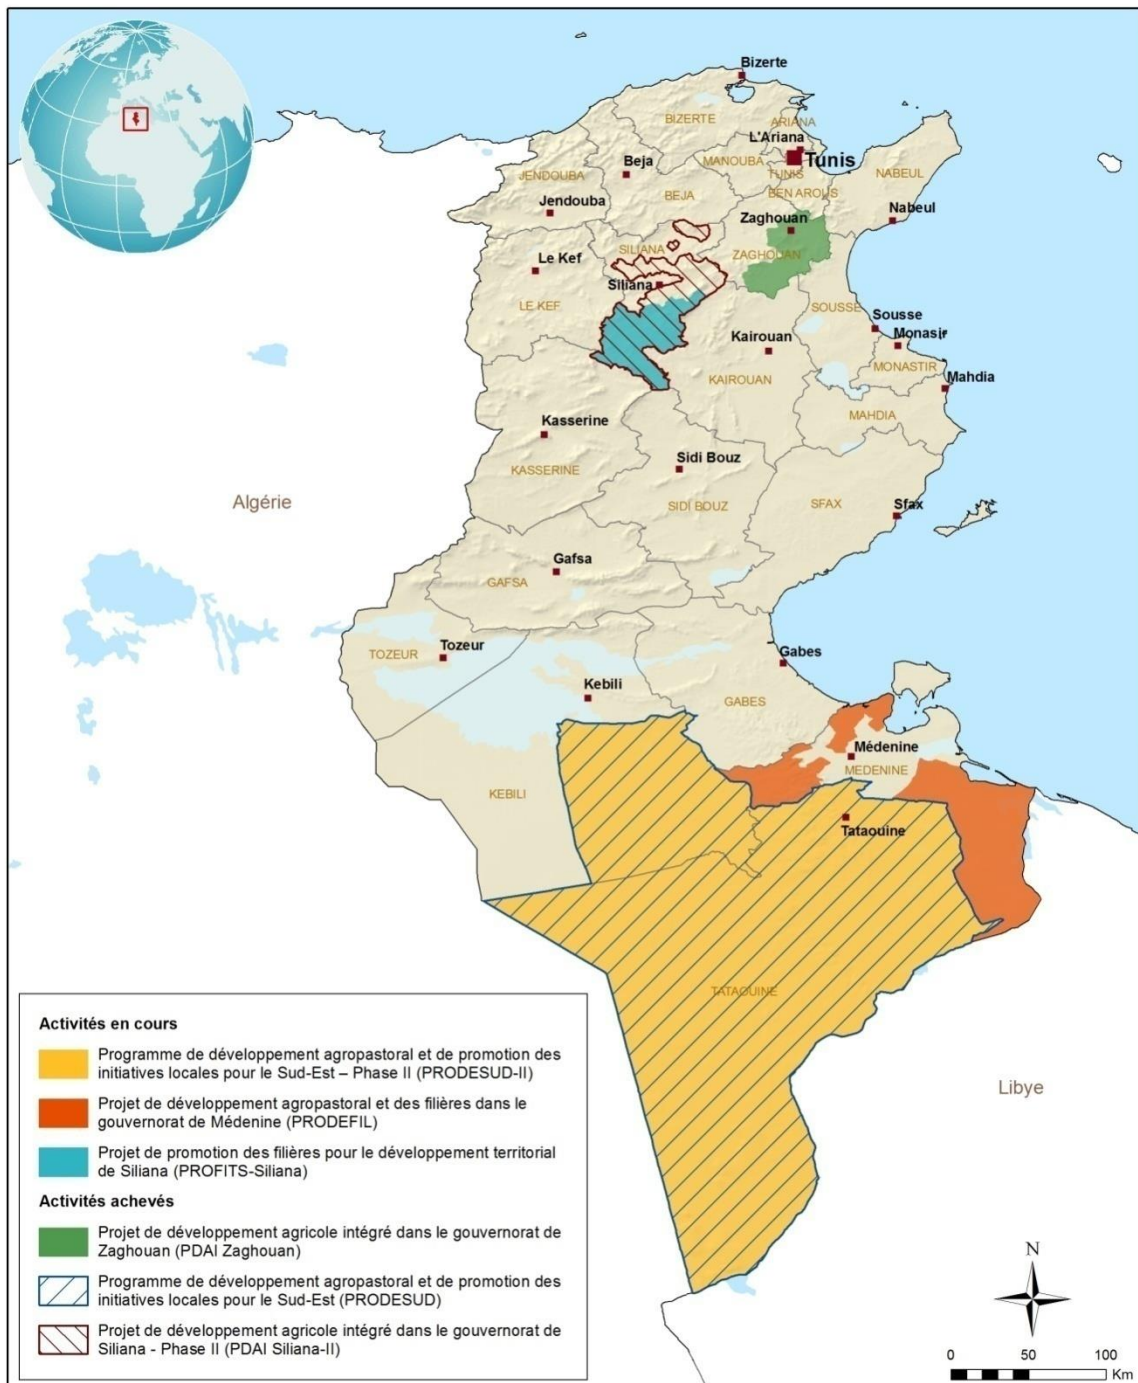 Bizerte
BIZERTE
ARIANA
L'Ariana
Tunis
MANOUBA
TUNIS
Beja
JENDOUBA
BEJA
BEN AROUS
NABEUL
Jendouba
Zaghouan
Nabeul
SILIANA
ZAGHOUAN
Le Kef
Siliana
LE KEF
SOUSSE
Sousse
Kairouan
Monasir
MONASTIR
KAIROUAN
Mahdia
MAHDIA
Kasserine
KASSERINE
Sidi Bouz
SIDI BOUZ
SFAX
Sfax
Algérie
Gafsa
GAFSA
Tozeur
TOZEUR
Gabes
Kebili
GABES
Médenine
MEDENINE
KEBILI
Tataouine
TATAOUINE
Libye
Activités en cours
Programme de développement agropastoral et de promotion des
initiatives locales pour le Sud-Est – Phase II (PRODESUD-II)
Projet de développement agropastoral et des filières dans le
gouvernorat de Médenine (PRODEFIL)
Projet de promotion des filières pour le développement territorial
de Siliana (PROFITS-Siliana)
Activités achevés
Projet de développement agricole intégré dans le gouvernorat de
Zaghouan (PDAI Zaghouan)
Programme de développement agropastoral et de promotion des
initiatives locales pour le Sud-Est (PRODESUD)
Projet de développement agricole intégré dans le gouvernorat de
Siliana - Phase II (PDAI Siliana-II)
N
0 50 100
Km